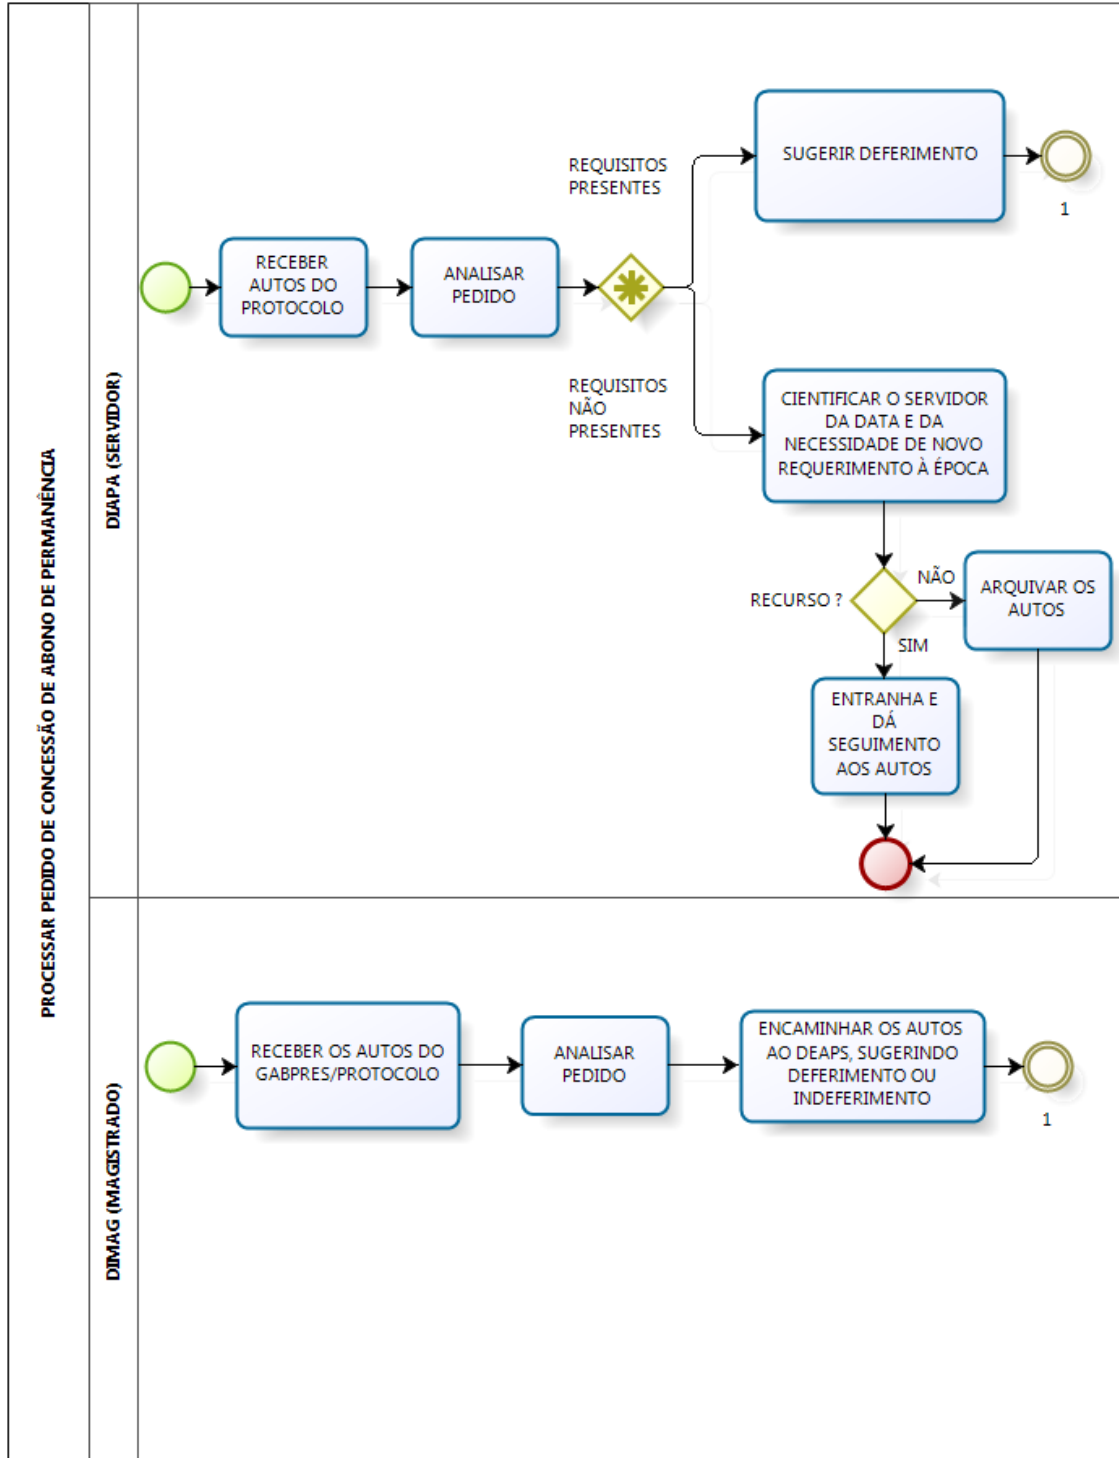 PROCESSAR PEDIDO DE CONCESSÃO DE ABONO DE PERMANÊNCIA
DIAPA (SERVIDOR)
RECEBER
AUTOS DO
PROTOCOLO
ANALISAR
PEDIDO
REQUISITOS
PRESENTES
SUGERIR DEFERIMENTO
1
REQUISITOS
NÃO
PRESENTES
CIENTIFICAR O SERVIDOR
DA DATA E DA
NECESSIDADE DE NOVO
REQUERIMENTO À ÉPOCA
RECURSO ?
NÃO
ARQUIVAR OS
AUTOS
SIM
ENTRANHA E
DÁ
SEGUIMENTO
AOS AUTOS
DIMAG (MAGISTRADO)
RECEBER OS AUTOS DO
GABPRES/PROTOCOLO
ANALISAR
PEDIDO
ENCAMINHAR OS AUTOS
AO DEAPS, SUGERINDO
DEFERIMENTO OU
INDEFERIMENTO
1